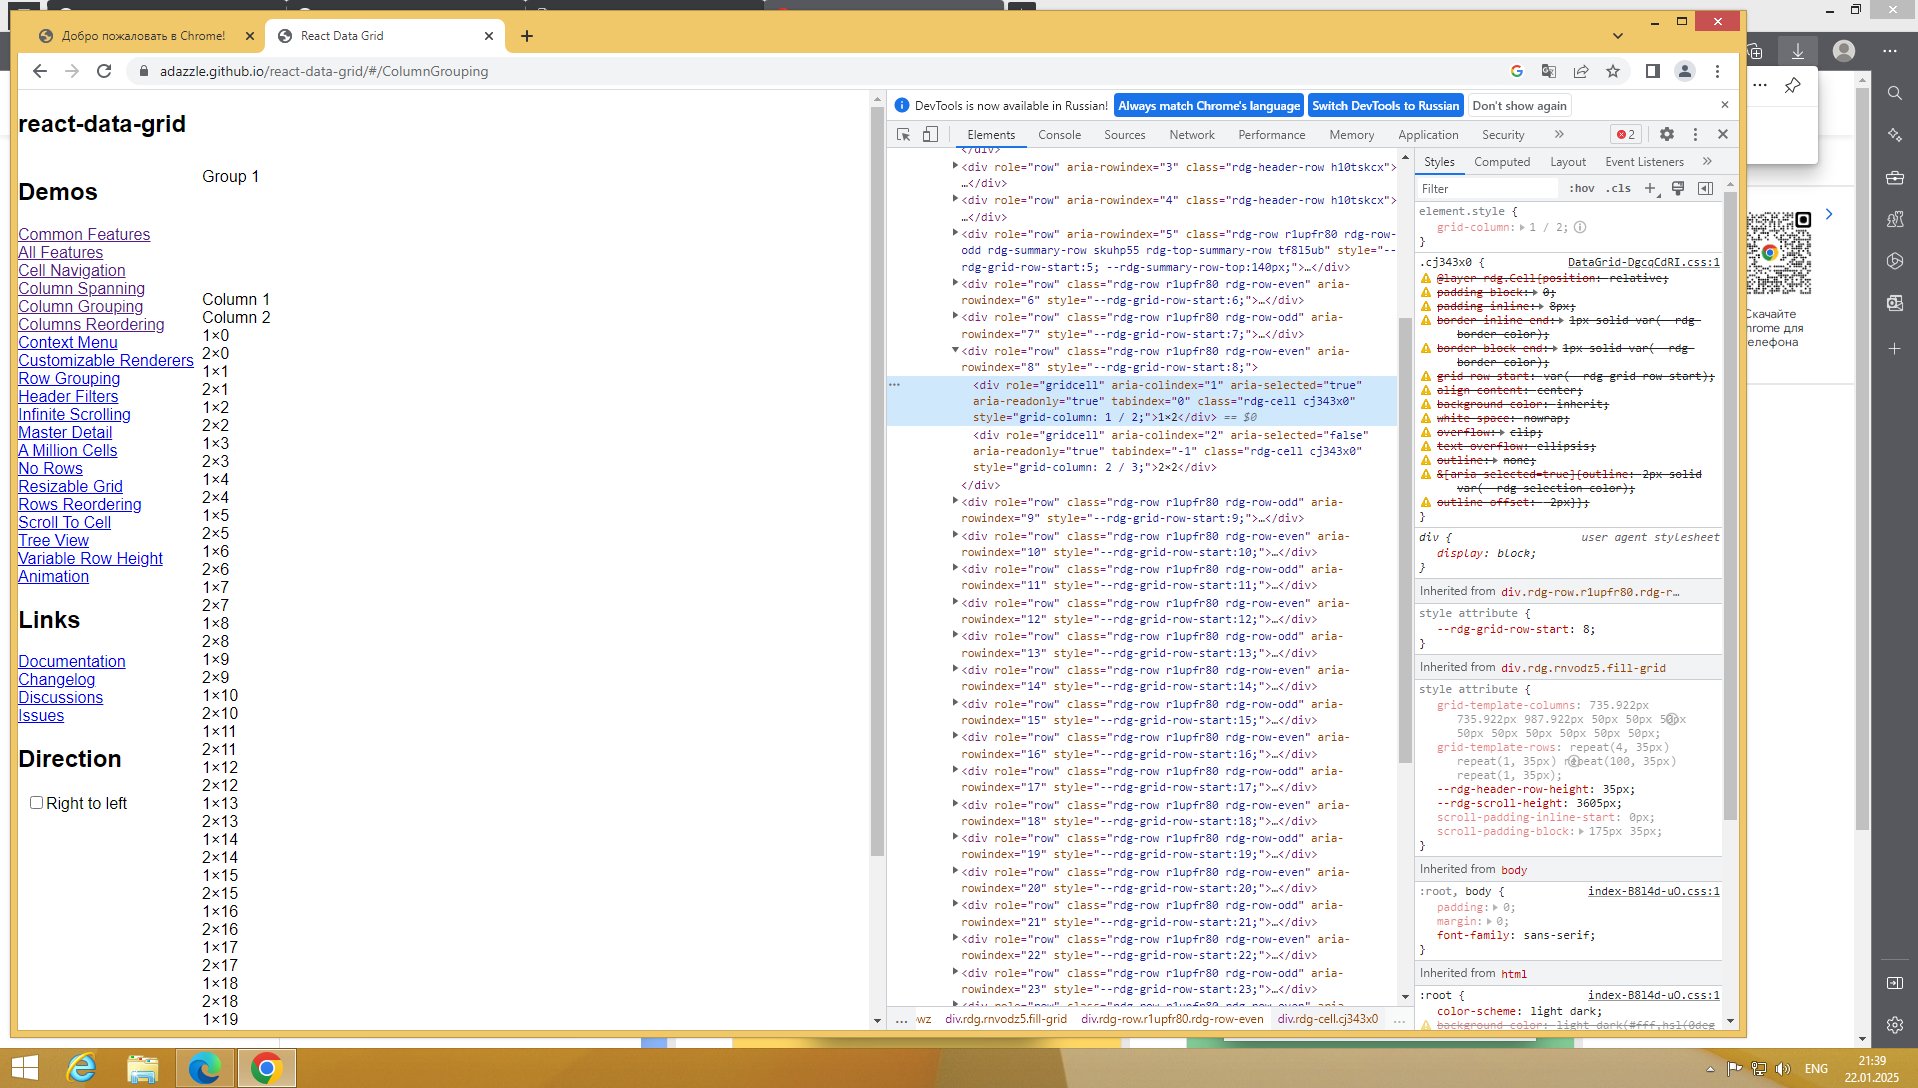 Добро пожаловать в Chrome!
React Data Grid
adazzle.github.io/react-data-grid/#/ColumnGrouping
react-data-grid
Demos
Common Features
All Features
Cell Navigation
Column Spanning
Column Grouping
Columns Reordering
Context Menu
Customizable Renderers
Row Grouping
Header Filters
Infinite Scrolling
Master Detail
A Million Cells
No Rows
Resizable Grid
Rows Reordering
Scroll To Cell
Tree View
Variable Row Height
Animation
Links
Documentation
Changelog
Discussions
Issues
Direction
Right to left
Group 1
Column 1
Column 2
1×0
2×0
1×1
2×1
1×2
2×2
1×3
2×3
1×4
2×4
1×5
2×5
1×6
2×6
1×7
2×7
1×8
2×8
1×9
2×9
1×10
2×10
1×11
2×11
1×12
2×12
1×13
2×13
1×14
2×14
1×15
2×15
1×16
2×16
1×17
2×17
1×18
2×18
1×19
DevTools is now available in Russian!
Always match Chrome's language
Switch DevTools to Russian
Don't show again
Elements Console Sources Network Performance Memory Application Security » 2
</div>
<div role="row" aria-rowindex="3" class="rdg-header-row h10tskcx">
…</div>
<div role="row" aria-rowindex="4" class="rdg-header-row h10tskcx">
…</div>
<div role="row" aria-rowindex="5" class="rdg-row r1upfr80 rdg-row-
odd rdg-summary-row skuhp55 rdg-top-summary-row tf8l5ub" style="--
rdg-grid-row-start:5; --rdg-summary-row-top:140px;">…</div>
<div role="row" class="rdg-row r1upfr80 rdg-row-even" aria-
rowindex="6" style="--rdg-grid-row-start:6;">…</div>
<div role="row" class="rdg-row r1upfr80 rdg-row-odd" aria-
rowindex="7" style="--rdg-grid-row-start:7;">…</div>
<div role="row" class="rdg-row r1upfr80 rdg-row-even" aria-
rowindex="8" style="--rdg-grid-row-start:8;">
<div role="gridcell" aria-colindex="1" aria-selected="true"
aria-readonly="true" tabindex="0" class="rdg-cell cj343x0"
style="grid-column: 1 / 2;">1×2</div> == $0
<div role="gridcell" aria-colindex="2" aria-selected="false"
aria-readonly="true" tabindex="-1" class="rdg-cell cj343x0"
style="grid-column: 2 / 3;">2×2</div>
</div>
<div role="row" class="rdg-row r1upfr80 rdg-row-odd" aria-
rowindex="9" style="--rdg-grid-row-start:9;">…</div>
<div role="row" class="rdg-row r1upfr80 rdg-row-even" aria-
rowindex="10" style="--rdg-grid-row-start:10;">…</div>
<div role="row" class="rdg-row r1upfr80 rdg-row-odd" aria-
rowindex="11" style="--rdg-grid-row-start:11;">…</div>
<div role="row" class="rdg-row r1upfr80 rdg-row-even" aria-
rowindex="12" style="--rdg-grid-row-start:12;">…</div>
<div role="row" class="rdg-row r1upfr80 rdg-row-odd" aria-
rowindex="13" style="--rdg-grid-row-start:13;">…</div>
<div role="row" class="rdg-row r1upfr80 rdg-row-even" aria-
rowindex="14" style="--rdg-grid-row-start:14;">…</div>
<div role="row" class="rdg-row r1upfr80 rdg-row-odd" aria-
rowindex="15" style="--rdg-grid-row-start:15;">…</div>
<div role="row" class="rdg-row r1upfr80 rdg-row-even" aria-
rowindex="16" style="--rdg-grid-row-start:16;">…</div>
<div role="row" class="rdg-row r1upfr80 rdg-row-odd" aria-
rowindex="17" style="--rdg-grid-row-start:17;">…</div>
<div role="row" class="rdg-row r1upfr80 rdg-row-even" aria-
rowindex="18" style="--rdg-grid-row-start:18;">…</div>
<div role="row" class="rdg-row r1upfr80 rdg-row-odd" aria-
rowindex="19" style="--rdg-grid-row-start:19;">…</div>
<div role="row" class="rdg-row r1upfr80 rdg-row-even" aria-
rowindex="20" style="--rdg-grid-row-start:20;">…</div>
<div role="row" class="rdg-row r1upfr80 rdg-row-odd" aria-
rowindex="21" style="--rdg-grid-row-start:21;">…</div>
<div role="row" class="rdg-row r1upfr80 rdg-row-even" aria-
rowindex="22" style="--rdg-grid-row-start:22;">…</div>
<div role="row" class="rdg-row r1upfr80 rdg-row-odd" aria-
rowindex="23" style="--rdg-grid-row-start:23;">…</div>
… wz div.rdg.rnvodz5.fill-grid div.rdg-row.r1upfr80.rdg-row-even div.rdg-cell.cj343x0 …
Styles Computed Layout Event Listeners »
Filter :hov .cls +
element.style {
grid-column: 1 / 2;
}
.cj343x0 { DataGrid-DgcqCdRI.css:1
@layer rdg.Cell{position: relative;
padding-block: 0;
padding-inline: 8px;
border-inline-end: 1px solid var(--rdg-
border-color);
border-block-end: 1px solid var(--rdg-
border-color);
grid-row-start: var(--rdg-grid-row-start);
align-content: center;
background-color: inherit;
white-space: nowrap;
overflow: clip;
text-overflow: ellipsis;
outline: none;
&[aria-selected=true]{outline: 2px solid
var(--rdg-selection-color);
outline-offset: -2px}};
}
div { user agent stylesheet
display: block;
}
Inherited from div.rdg-row.r1upfr80.rdg-r…
style attribute {
--rdg-grid-row-start: 8;
}
Inherited from div.rdg.rnvodz5.fill-grid
style attribute {
grid-template-columns: 735.922px
735.922px 987.922px 50px 50px 50px
50px 50px 50px 50px 50px 50px;
grid-template-rows: repeat(4, 35px)
repeat(1, 35px) repeat(100, 35px)
repeat(1, 35px);
--rdg-header-row-height: 35px;
--rdg-scroll-height: 3605px;
scroll-padding-inline-start: 0px;
scroll-padding-block: 175px 35px;
}
Inherited from body
:root, body { index-B8l4d-uO.css:1
padding: 0;
margin: 0;
font-family: sans-serif;
}
Inherited from html
:root { index-B8l4d-uO.css:1
color-scheme: light dark;
background-color: light-dark(#fff,hsl(0deg
Скачайте
hrome для
елефона
ENG
21:39
22.01.2025